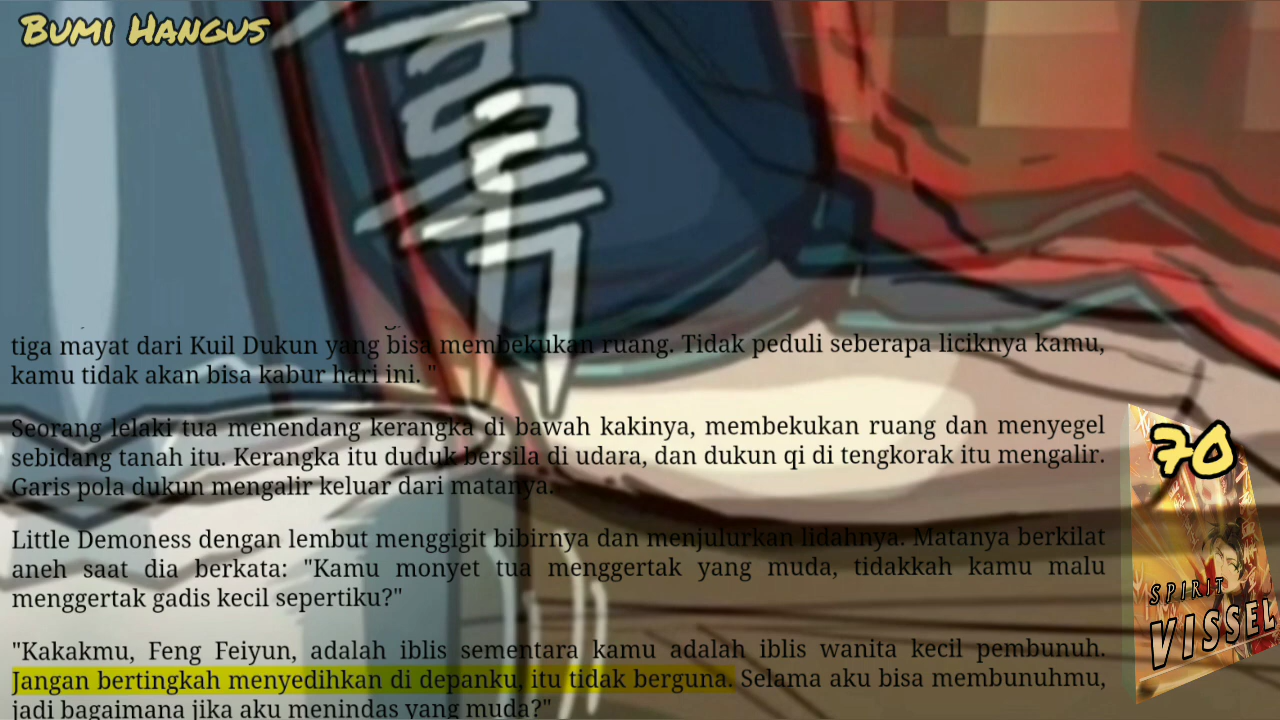 BUMI HANGUS
tiga mayat dari Kuil Dukun yang bisa membekukan ruang. Tidak peduli seberapa liciknya kamu,
kamu tidak akan bisa kabur hari ini. "
Seorang lelaki tua menendang kerangka di bawah kakinya, membekukan ruang dan menyegel
sebidang tanah itu. Kerangka itu duduk bersila di udara, dan dukun qi di tengkorak itu mengalir.
Garis pola dukun mengalir keluar dari matanya.
Little Demoness dengan lembut menggigit bibirnya dan menjulurkan lidahnya. Matanya berkilat
aneh saat dia berkata: "Kamu monyet tua menggertak yang muda, tidakkah kamu malu
menggertak gadis kecil sepertiku?"
"Kakakmu, Feng Feiyun, adalah iblis sementara kamu adalah iblis wanita kecil pembunuh.
Jangan bertingkah menyedihkan di depanku, itu tidak berguna. Selama aku bisa membunuhmu,
jadi bagaimana jika aku menindas yang muda?"
70
SPIRIT
VISSEL